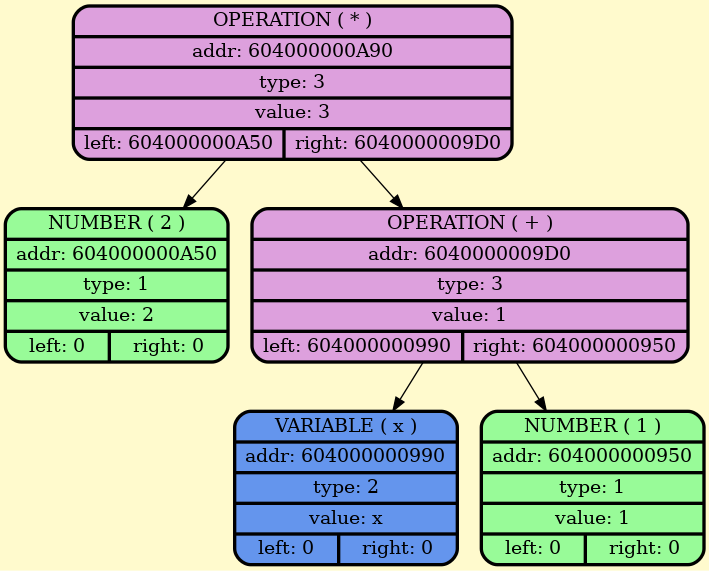 OPERATION ( * )
addr: 604000000A90
type: 3
value: 3
left: 604000000A50 right: 6040000009D0
NUMBER ( 2 )
addr: 604000000A50
type: 1
value: 2
left: 0 right: 0
OPERATION ( + )
addr: 6040000009D0
type: 3
value: 1
left: 604000000990 right: 604000000950
VARIABLE ( x )
addr: 604000000990
type: 2
value: x
left: 0 right: 0
NUMBER ( 1 )
addr: 604000000950
type: 1
value: 1
left: 0 right: 0